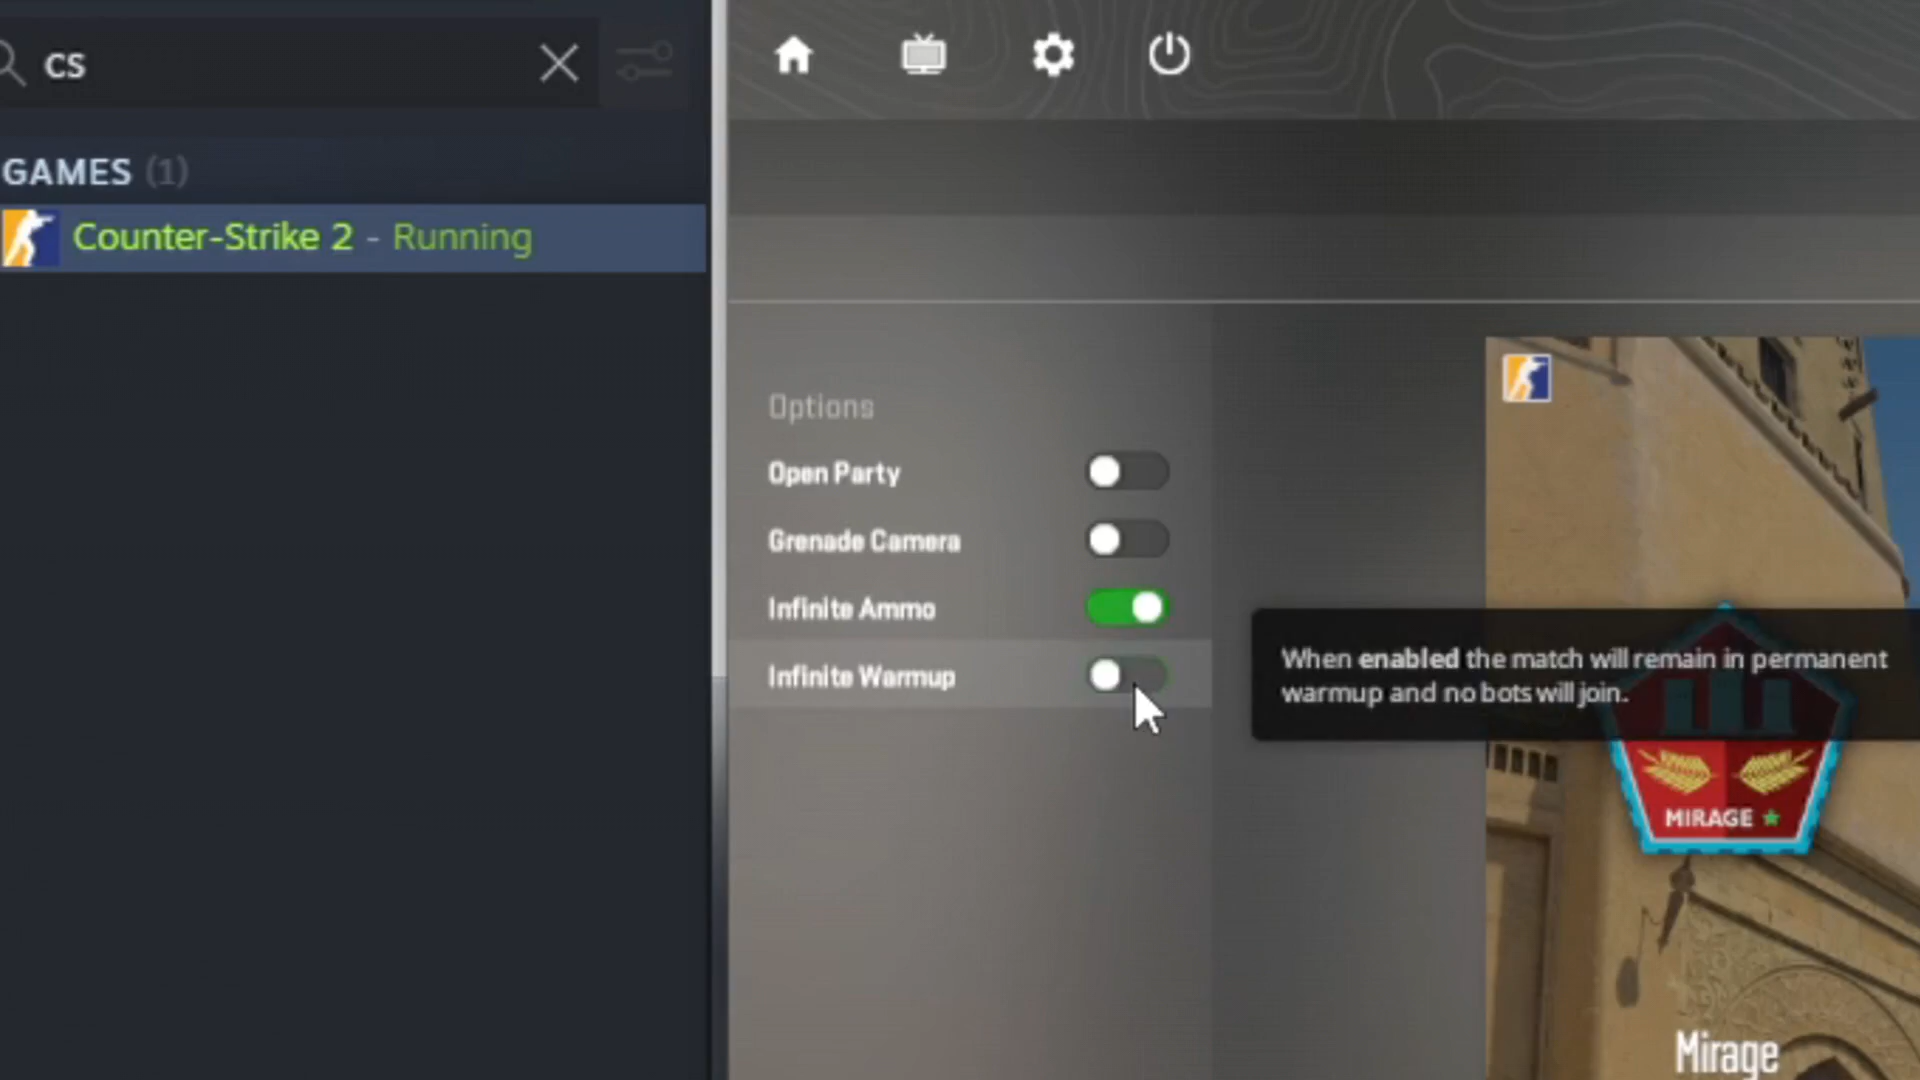 cs
GAMES (1)
Counter-Strike 2 - Running
Options
Open Party
Grenade Camera
Infinite Ammo
Infinite Warmup
When enabled the match will remain in permanent
warmup and no bots will join.
MIRAGE
Mirage